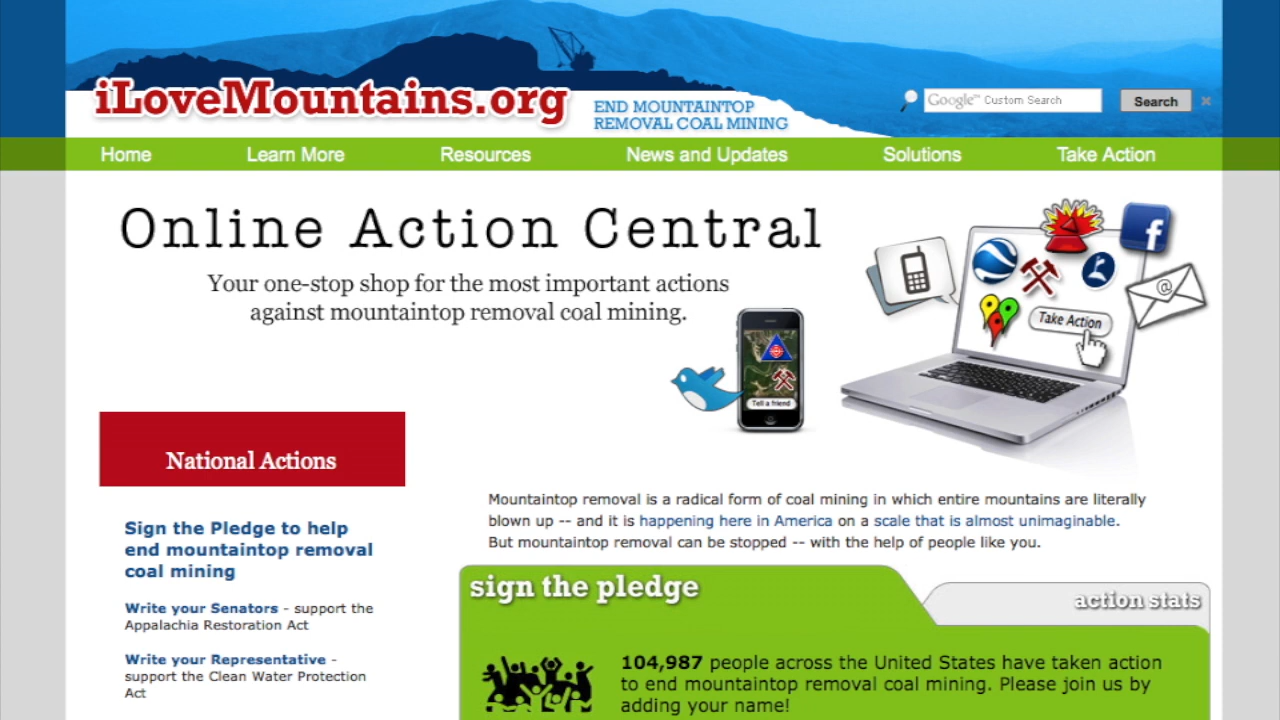 iLoveMountains.org
END MOUNTAINTOP
REMOVAL COAL MINING
Google™ Custom Search
Search
×
Home
Learn More
Resources
News and Updates
Solutions
Take Action
Online Action Central
Your one-stop shop for the most important actions
against mountaintop removal coal mining.
f
@
Take Action
Tell a friend
National Actions
Sign the Pledge to help
end mountaintop removal
coal mining
Write your Senators - support the
Appalachia Restoration Act
Write your Representative -
support the Clean Water Protection
Act
Mountaintop removal is a radical form of coal mining in which entire mountains are literally
blown up -- and it is happening here in America on a scale that is almost unimaginable.
But mountaintop removal can be stopped -- with the help of people like you.
sign the pledge
action stats
104,987 people across the United States have taken action
to end mountaintop removal coal mining. Please join us by
adding your name!